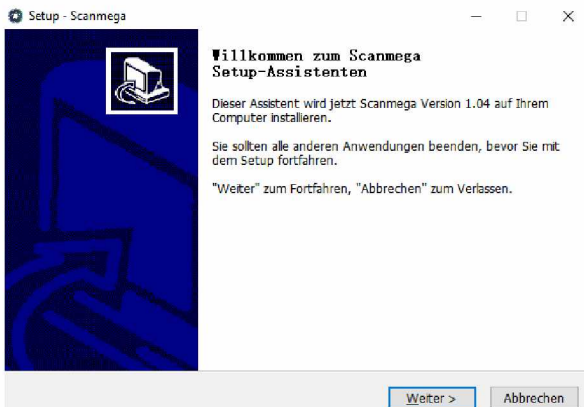 Setup - Scanmega
Willkommen zum Scanmega
Setup-Assistenten
Dieser Assistent wird jetzt Scanmega Version 1.04 auf Ihrem
Computer installieren.
Sie sollten alle anderen Anwendungen beenden, bevor Sie mit
dem Setup fortfahren.
"Weiter" zum Fortfahren, "Abbrechen" zum Verlassen.
Weiter >
Abbrechen